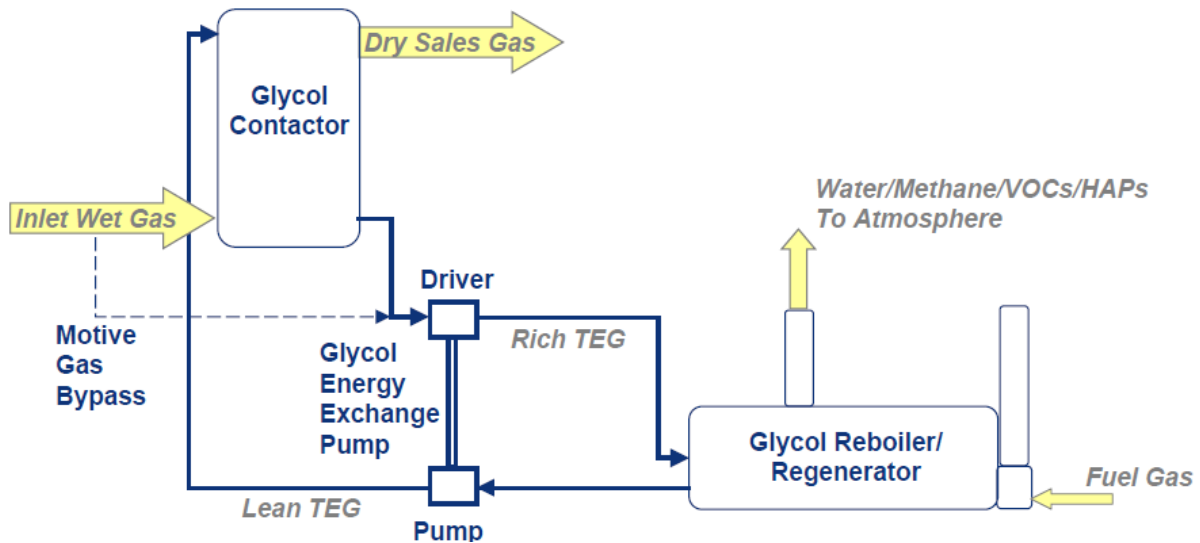 Dry Sales Gas
Glycol
Contactor
Inlet Wet Gas
Water/Methane/VOCs/HAPs
To Atmosphere
Driver
Motive
Gas
Bypass
Rich TEG
Glycol
Energy
Exchange
Pump
Glycol Reboiler/
Regenerator
Fuel Gas
Lean TEG
Pump